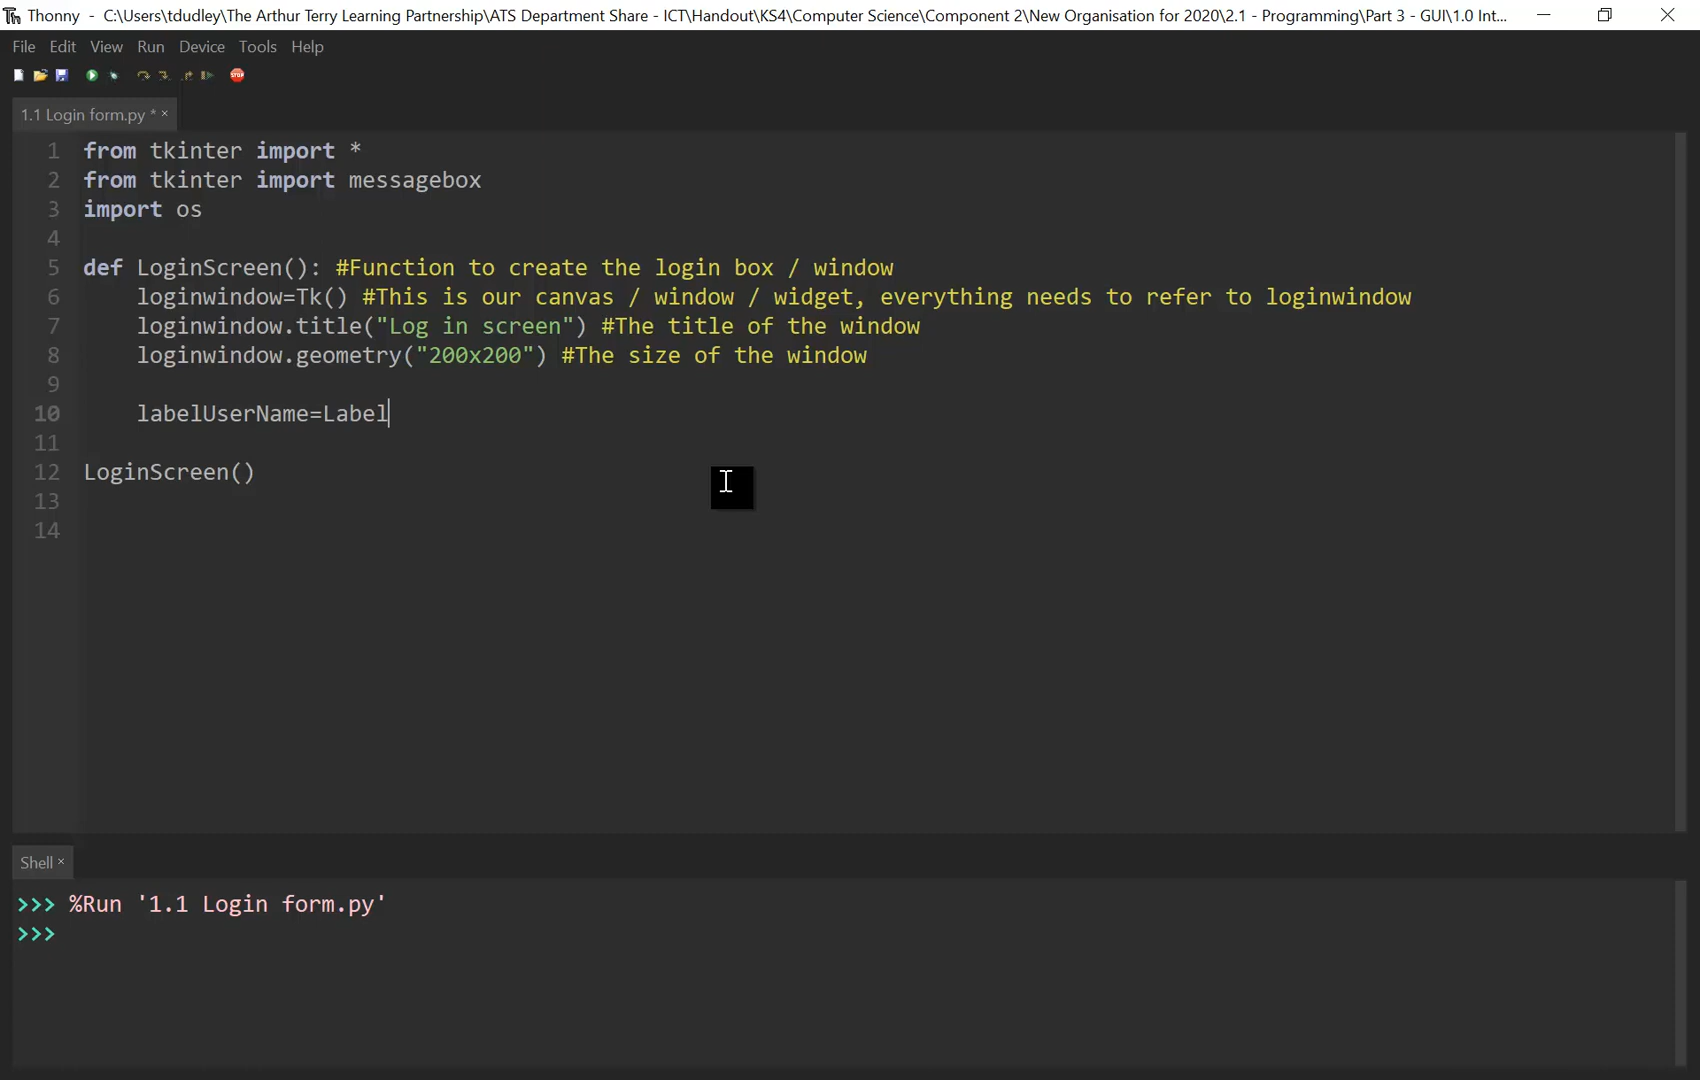 Thonny - C:\Users\tdudley\The Arthur Terry Learning Partnership\ATS Department Share - ICT\Handout\KS4\Computer Science\Component 2\New Organisation for 2020\2.1 - Programming\Part 3 - GUI\1.0 Int...
File Edit View Run Device Tools Help
STOP
1.1 Login form.py * ×
1 from tkinter import *
2 from tkinter import messagebox
3 import os
4
5 def LoginScreen(): #Function to create the login box / window
6     loginwindow=Tk() #This is our canvas / window / widget, everything needs to refer to loginwindow
7     loginwindow.title("Log in screen") #The title of the window
8     loginwindow.geometry("200x200") #The size of the window
9
10     labelUserName=Label
11
12 LoginScreen()
13
14
Shell ×
>>> %Run '1.1 Login form.py'
>>>